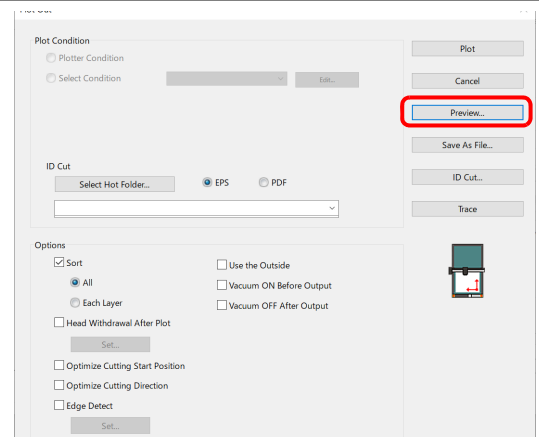 Plot Condition
Plotter Condition
Select Condition
Edit...
ID Cut
Select Hot Folder...
EPS
PDF
Plot
Cancel
Preview...
Save As File...
ID Cut...
Trace
Options
Sort
All
Each Layer
Head Withdrawal After Plot
Set...
Optimize Cutting Start Position
Optimize Cutting Direction
Edge Detect
Set...
Use the Outside
Vacuum ON Before Output
Vacuum OFF After Output